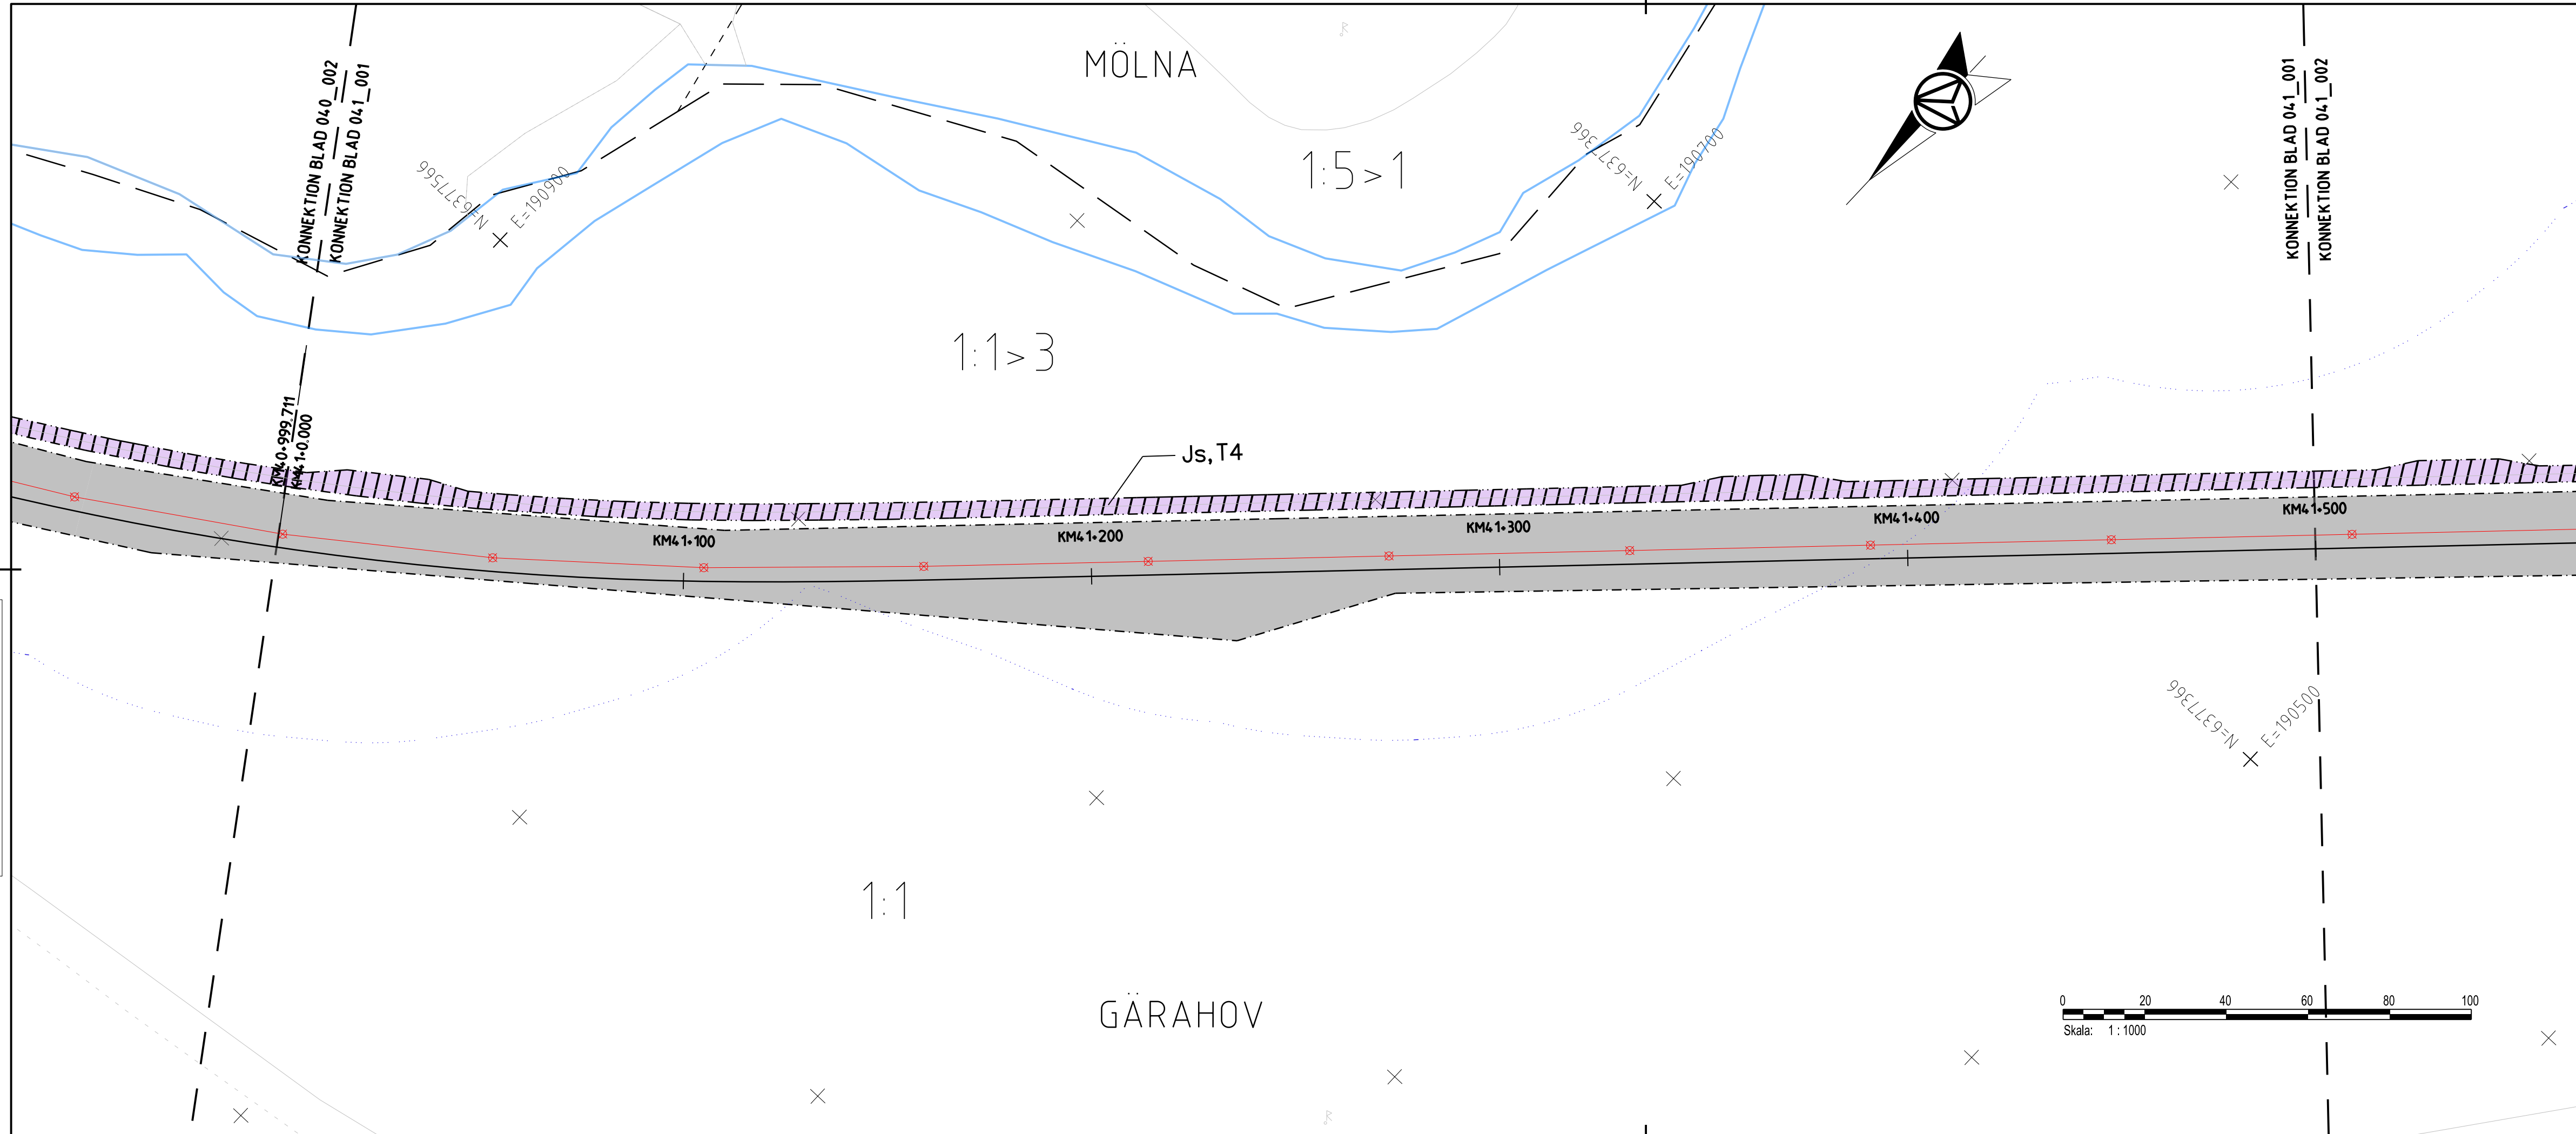 MÖLNA
KONNEKTION BLAD 040_002
KONNEKTION BLAD 041_001
KONNEKTION BLAD 041_001
KONNEKTION BLAD 041_002
N=6377566
E=190900
1:5>1
N=6377366
E=190700
1:1>3
KM40+999.711
KM41+0.000
Js,T4
KM41+100
KM41+200
KM41+300
KM41+400
KM41+500
N=6377366
E=190500
1:1
GÄRAHOV
0 20 40 60 80 100
Skala: 1:1000